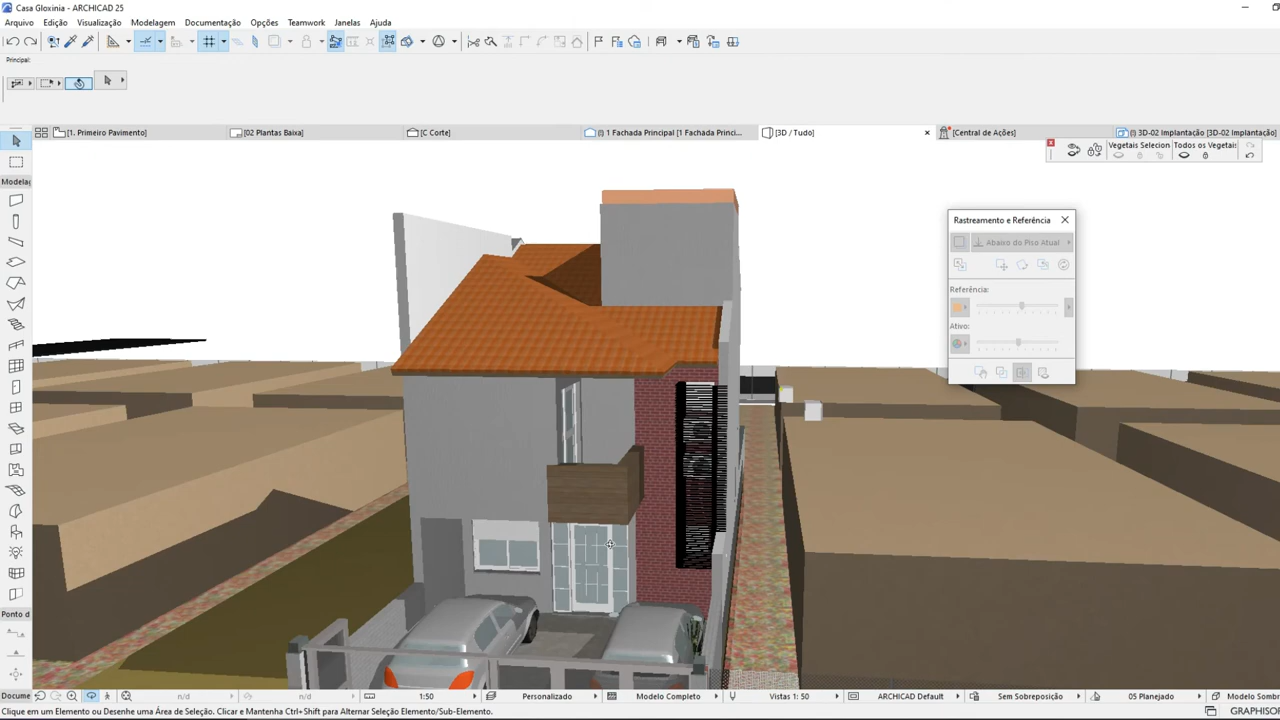 Casa Gloxinia - ARCHICAD 25
Arquivo Edição Visualização Modelagem Documentação Opções Teamwork Janelas Ajuda
Principal:
[1. Primeiro Pavimento] [02 Plantas Baixa] [C Corte] (!) 1 Fachada Principal [1 Fachada Princi... [3D / Tudo] [Central de Ações] (!) 3D-02 Implantação [3D-02 Implantação]
Vegetais Selecion Todos os Vegetai
Modelaç
Rastreamento e Referência
Abaixo do Piso Atual
Referência:
Ativo:
Ponto d
Docume n/d n/d 1:50 Personalizado Modelo Completo Vistas 1: 50 ARCHICAD Default Sem Sobreposição 05 Planejado Modelo Somb
Clique em um Elemento ou Desenhe uma Área de Seleção. Clicar e Mantenha Ctrl+Shift para Alternar Seleção Elemento/Sub-Elemento.
GRAPHISOF